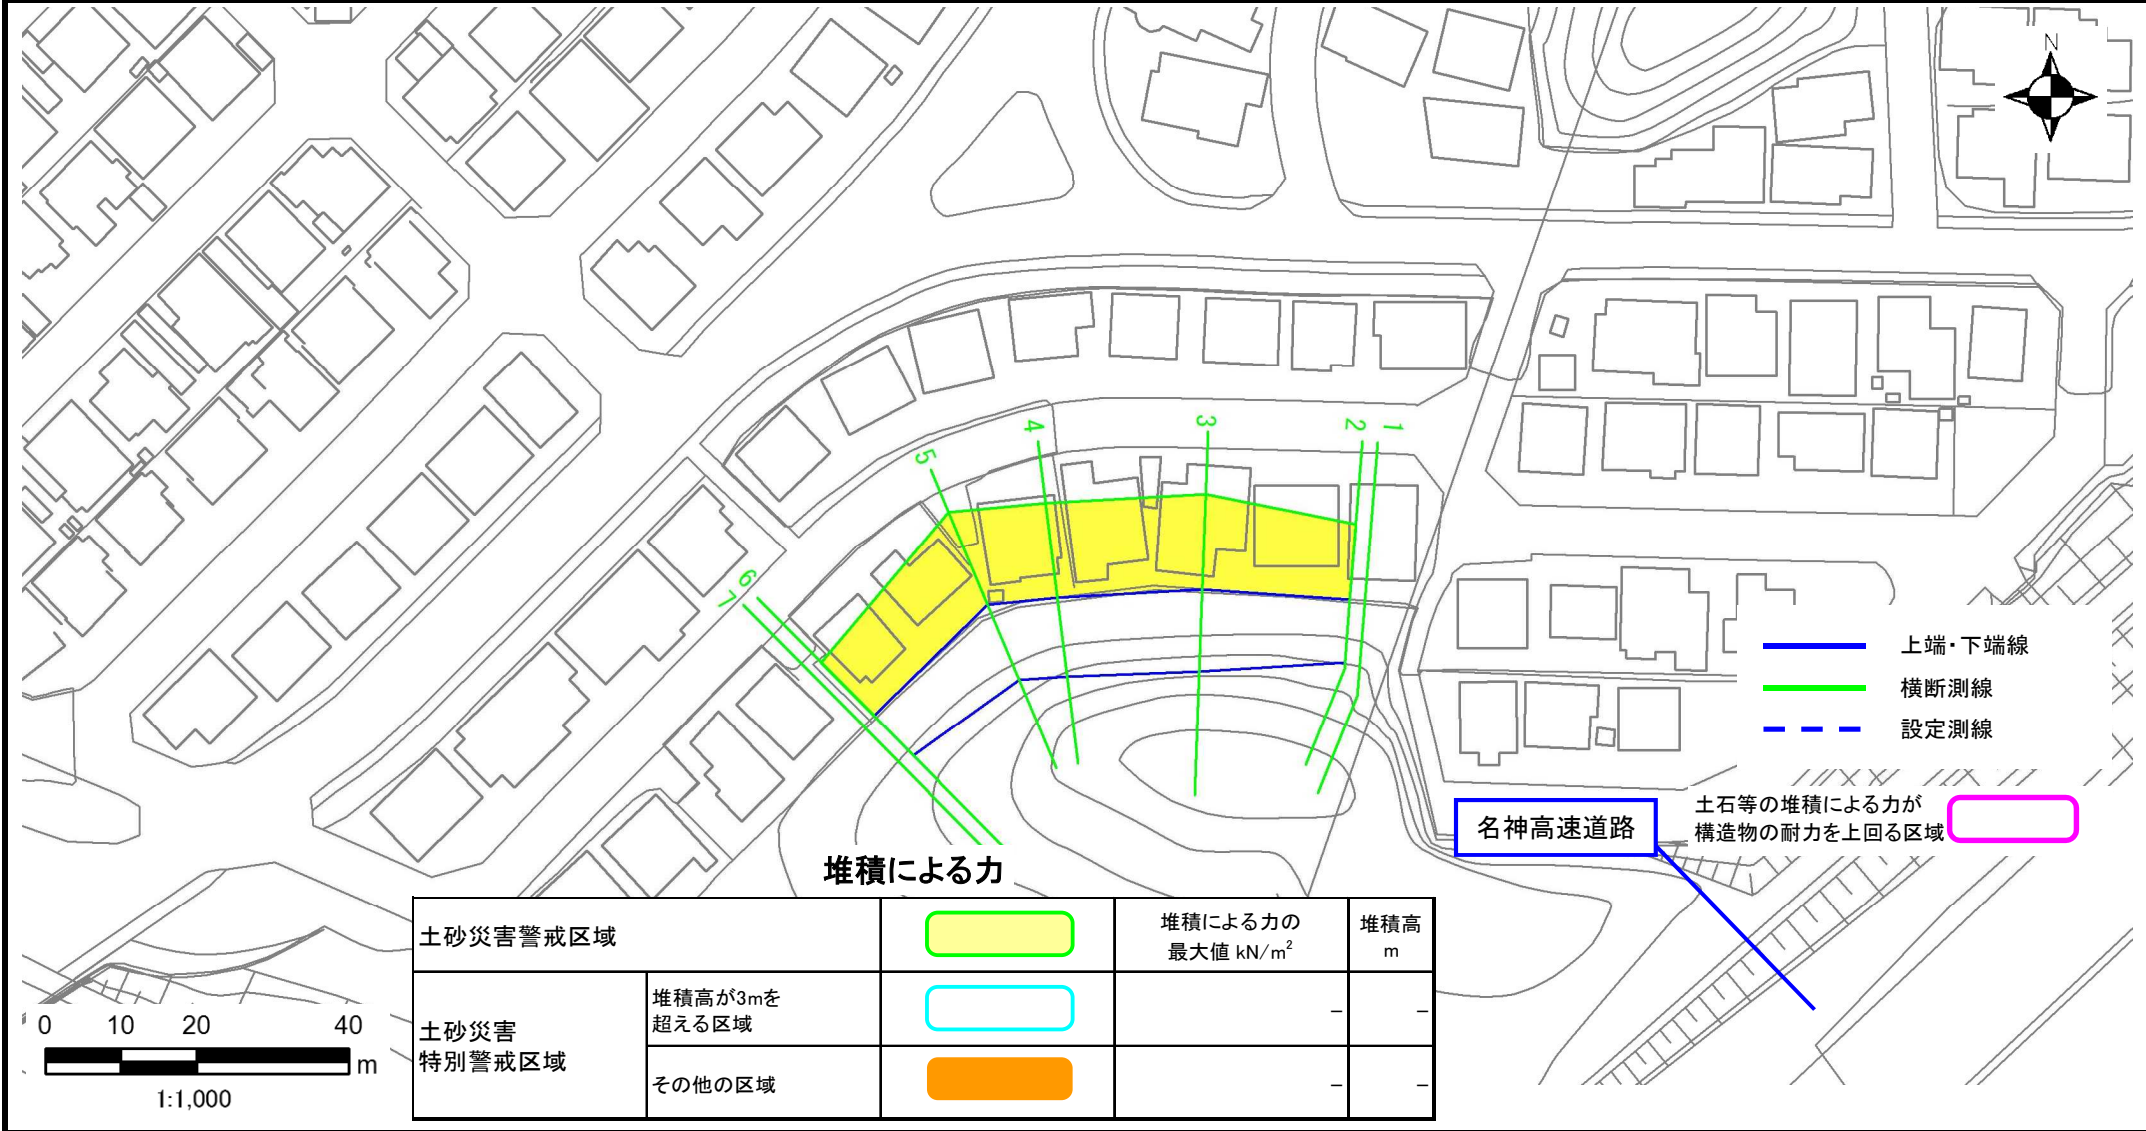 N
1
2
3
4
5
6
7
上端・下端線
横断測線
設定測線
名神高速道路
土石等の堆積による力が
構造物の耐力を上回る区域
堆積による力
土砂災害警戒区域
堆積による力の
最大値 kN/m²
堆積高
m
土砂災害
特別警戒区域
堆積高が3mを
超える区域
－
－
その他の区域
－
－
0 10 20 40
m
1:1,000